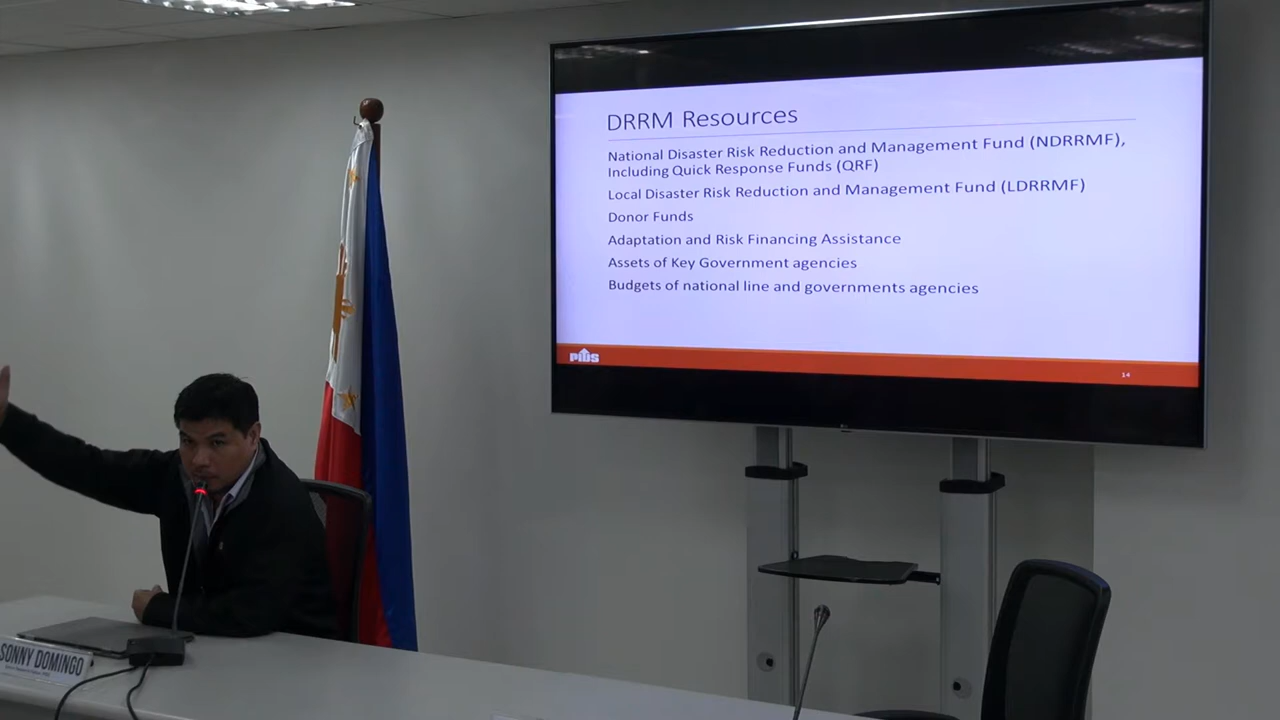 DRRM Resources
National Disaster Risk Reduction and Management Fund (NDRRMF),
Including Quick Response Funds (QRF)
Local Disaster Risk Reduction and Management Fund (LDRRMF)
Donor Funds
Adaptation and Risk Financing Assistance
Assets of Key Government agencies
Budgets of national line and governments agencies
PIDS
14
SONNY DOMINGO